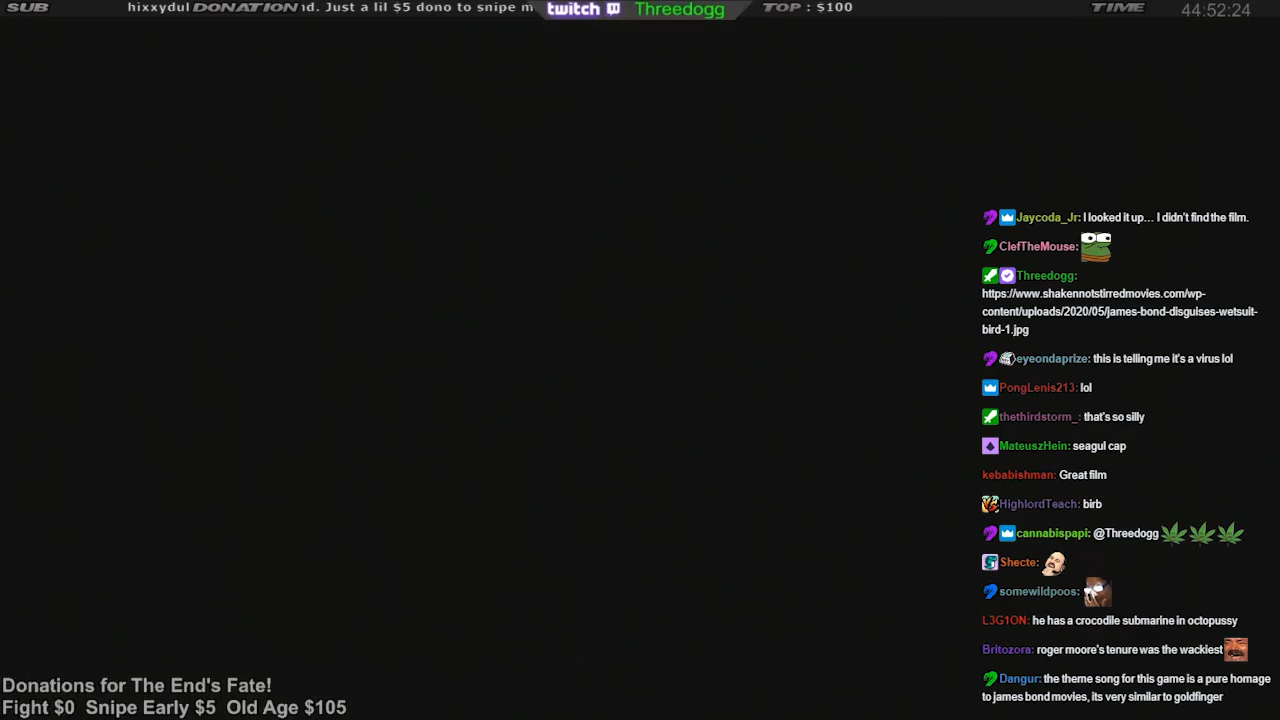 SUB hixxydul DONATION nd. Just a lil $5 dono to snipe m twitch Threedogg TOP : $100 TIME 44:52:24
Jaycoda_Jr: I looked it up... I didn't find the film.
ClefTheMouse:
Threedogg:
https://www.shakennotstirredmovies.com/wp-
content/uploads/2020/05/james-bond-disguises-wetsuit-
bird-1.jpg
eyeondaprize: this is telling me it's a virus lol
PongLenis213: lol
thethirdstorm_: that's so silly
MateuszHein: seagul cap
kebabishman: Great film
HighlordTeach: birb
cannabispapi: @Threedogg
Shecte:
somewildpoos:
L3G1ON: he has a crocodile submarine in octopussy
Britozora: roger moore's tenure was the wackiest
Dangur: the theme song for this game is a pure homage
to james bond movies, its very similar to goldfinger
Donations for The End's Fate!
Fight $0 Snipe Early $5 Old Age $105